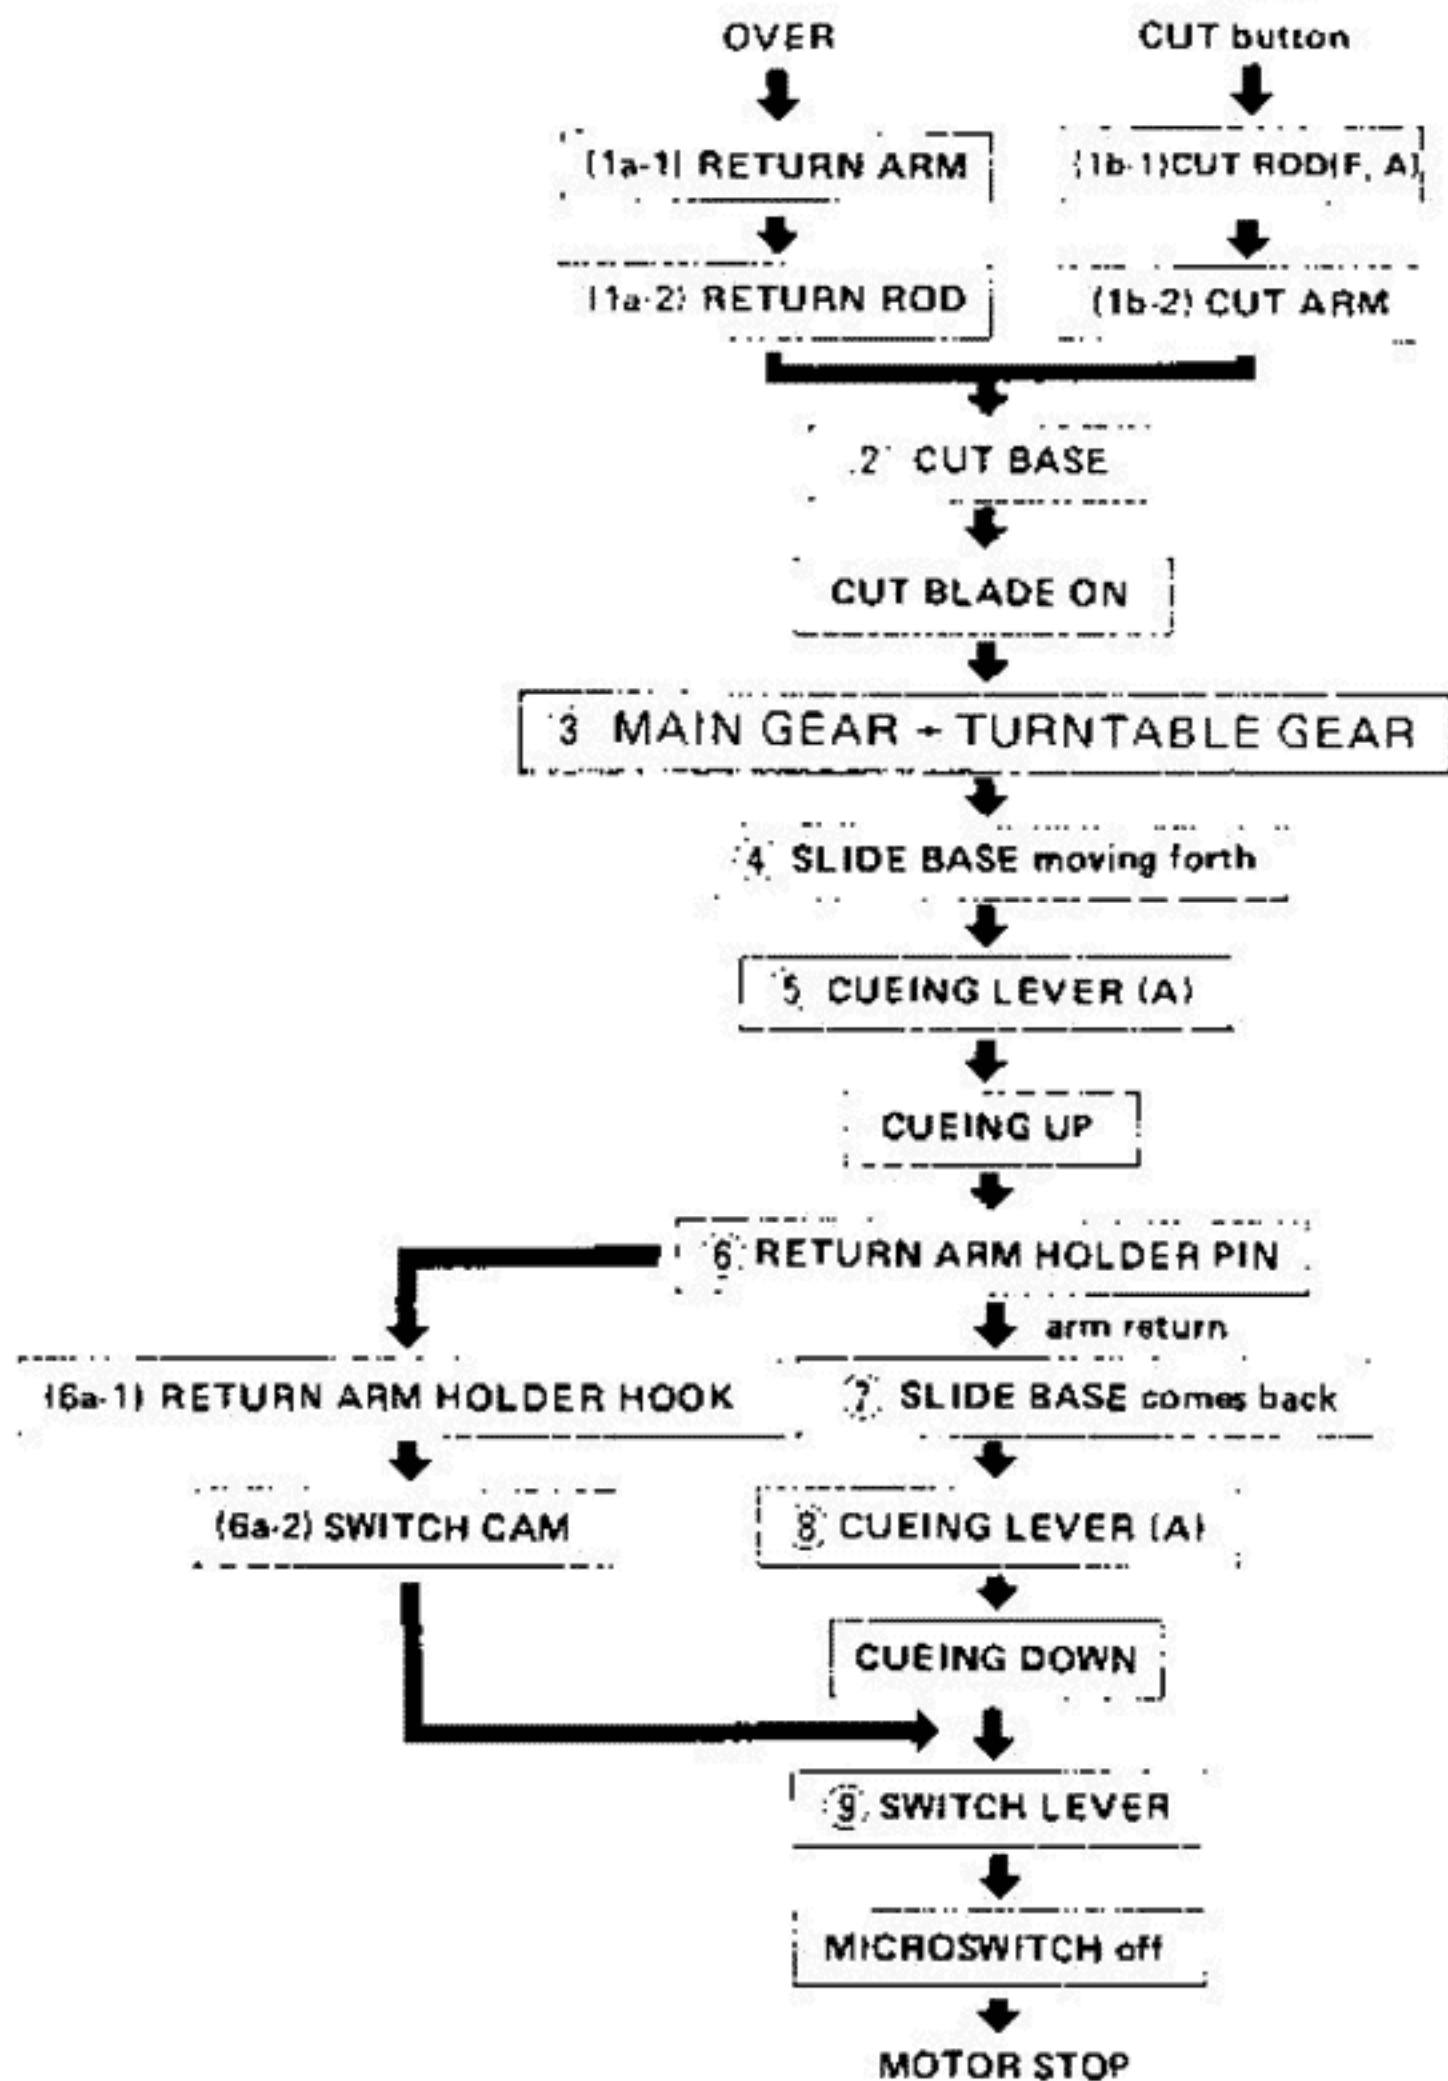 OVER
CUT button
(1a-1) RETURN ARM
(1b-1) CUT ROD(F, A)
(1a-2) RETURN ROD
(1b-2) CUT ARM
2 CUT BASE
CUT BLADE ON
3 MAIN GEAR - TURNTABLE GEAR
4 SLIDE BASE moving forth
5 CUEING LEVER (A)
CUEING UP
6 RETURN ARM HOLDER PIN
arm return
(6a-1) RETURN ARM HOLDER HOOK
7 SLIDE BASE comes back
(6a-2) SWITCH CAM
8 CUEING LEVER (A)
CUEING DOWN
9 SWITCH LEVER
MICROSWITCH off
MOTOR STOP